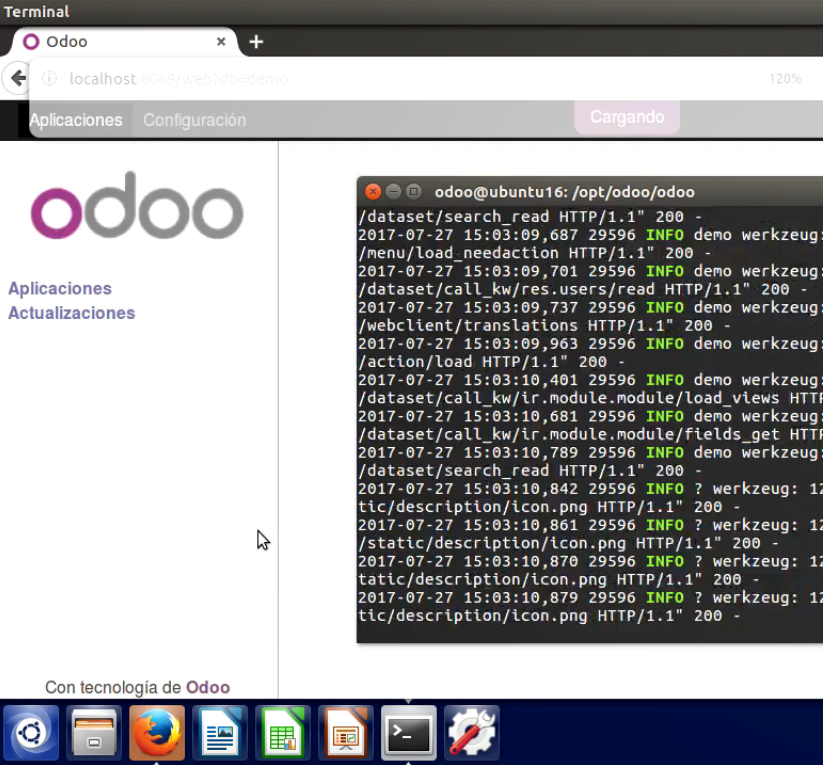 Terminal
Odoo
localhost:8069/web?db=demo
120%
Aplicaciones Configuración Cargando
odoo
Aplicaciones
Actualizaciones
Con tecnología de Odoo
odoo@ubuntu16: /opt/odoo/odoo
/dataset/search_read HTTP/1.1" 200 -
2017-07-27 15:03:09,687 29596 INFO demo werkzeug:
/menu/load_needaction HTTP/1.1" 200 -
2017-07-27 15:03:09,701 29596 INFO demo werkzeug:
/dataset/call_kw/res.users/read HTTP/1.1" 200 -
2017-07-27 15:03:09,737 29596 INFO demo werkzeug:
/webclient/translations HTTP/1.1" 200 -
2017-07-27 15:03:09,963 29596 INFO demo werkzeug:
/action/load HTTP/1.1" 200 -
2017-07-27 15:03:10,401 29596 INFO demo werkzeug:
/dataset/call_kw/ir.module.module/load_views HTTP
2017-07-27 15:03:10,681 29596 INFO demo werkzeug:
/dataset/call_kw/ir.module.module/fields_get HTTP
2017-07-27 15:03:10,789 29596 INFO demo werkzeug:
/dataset/search_read HTTP/1.1" 200 -
2017-07-27 15:03:10,842 29596 INFO ? werkzeug: 12
tic/description/icon.png HTTP/1.1" 200 -
2017-07-27 15:03:10,861 29596 INFO ? werkzeug: 12
/static/description/icon.png HTTP/1.1" 200 -
2017-07-27 15:03:10,870 29596 INFO ? werkzeug: 12
tatic/description/icon.png HTTP/1.1" 200 -
2017-07-27 15:03:10,879 29596 INFO ? werkzeug: 12
tic/description/icon.png HTTP/1.1" 200 -